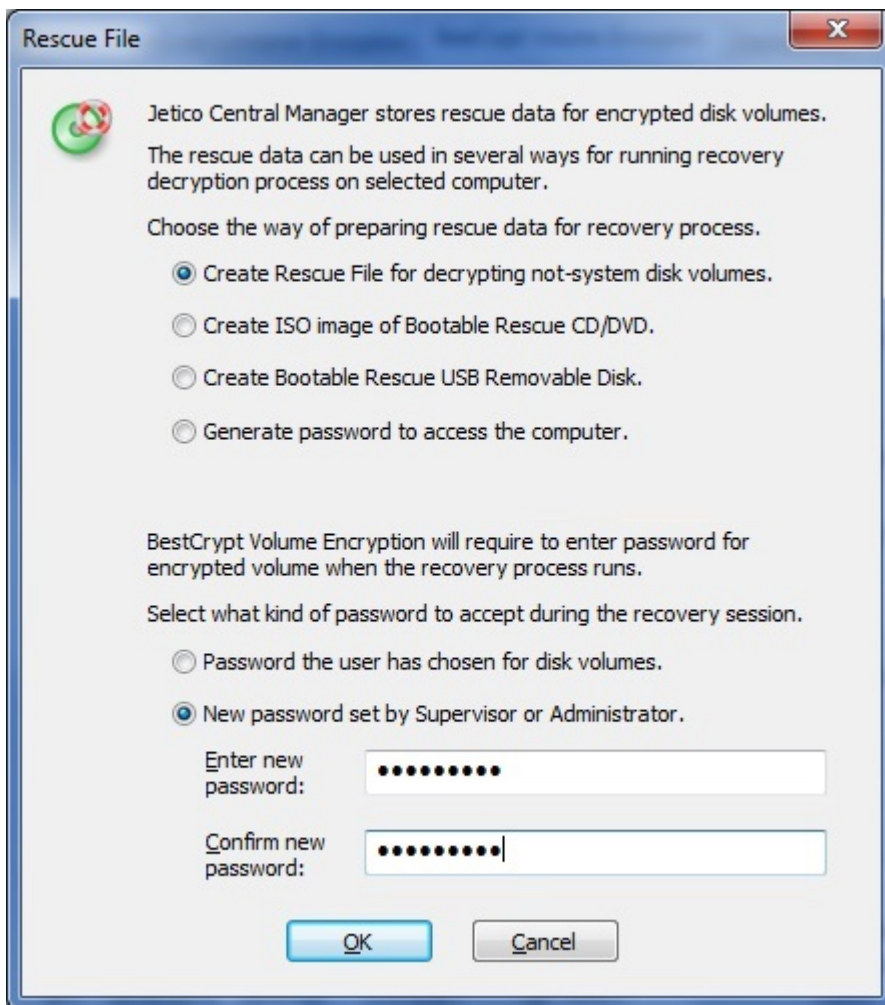 Rescue File
Jetico Central Manager stores rescue data for encrypted disk volumes.
The rescue data can be used in several ways for running recovery
decryption process on selected computer.
Choose the way of preparing rescue data for recovery process.
Create Rescue File for decrypting not-system disk volumes.
Create ISO image of Bootable Rescue CD/DVD.
Create Bootable Rescue USB Removable Disk.
Generate password to access the computer.
BestCrypt Volume Encryption will require to enter password for
encrypted volume when the recovery process runs.
Select what kind of password to accept during the recovery session.
Password the user has chosen for disk volumes.
New password set by Supervisor or Administrator.
Enter new
password:
●●●●●●●●●
Confirm new
password:
●●●●●●●●●
OK
Cancel